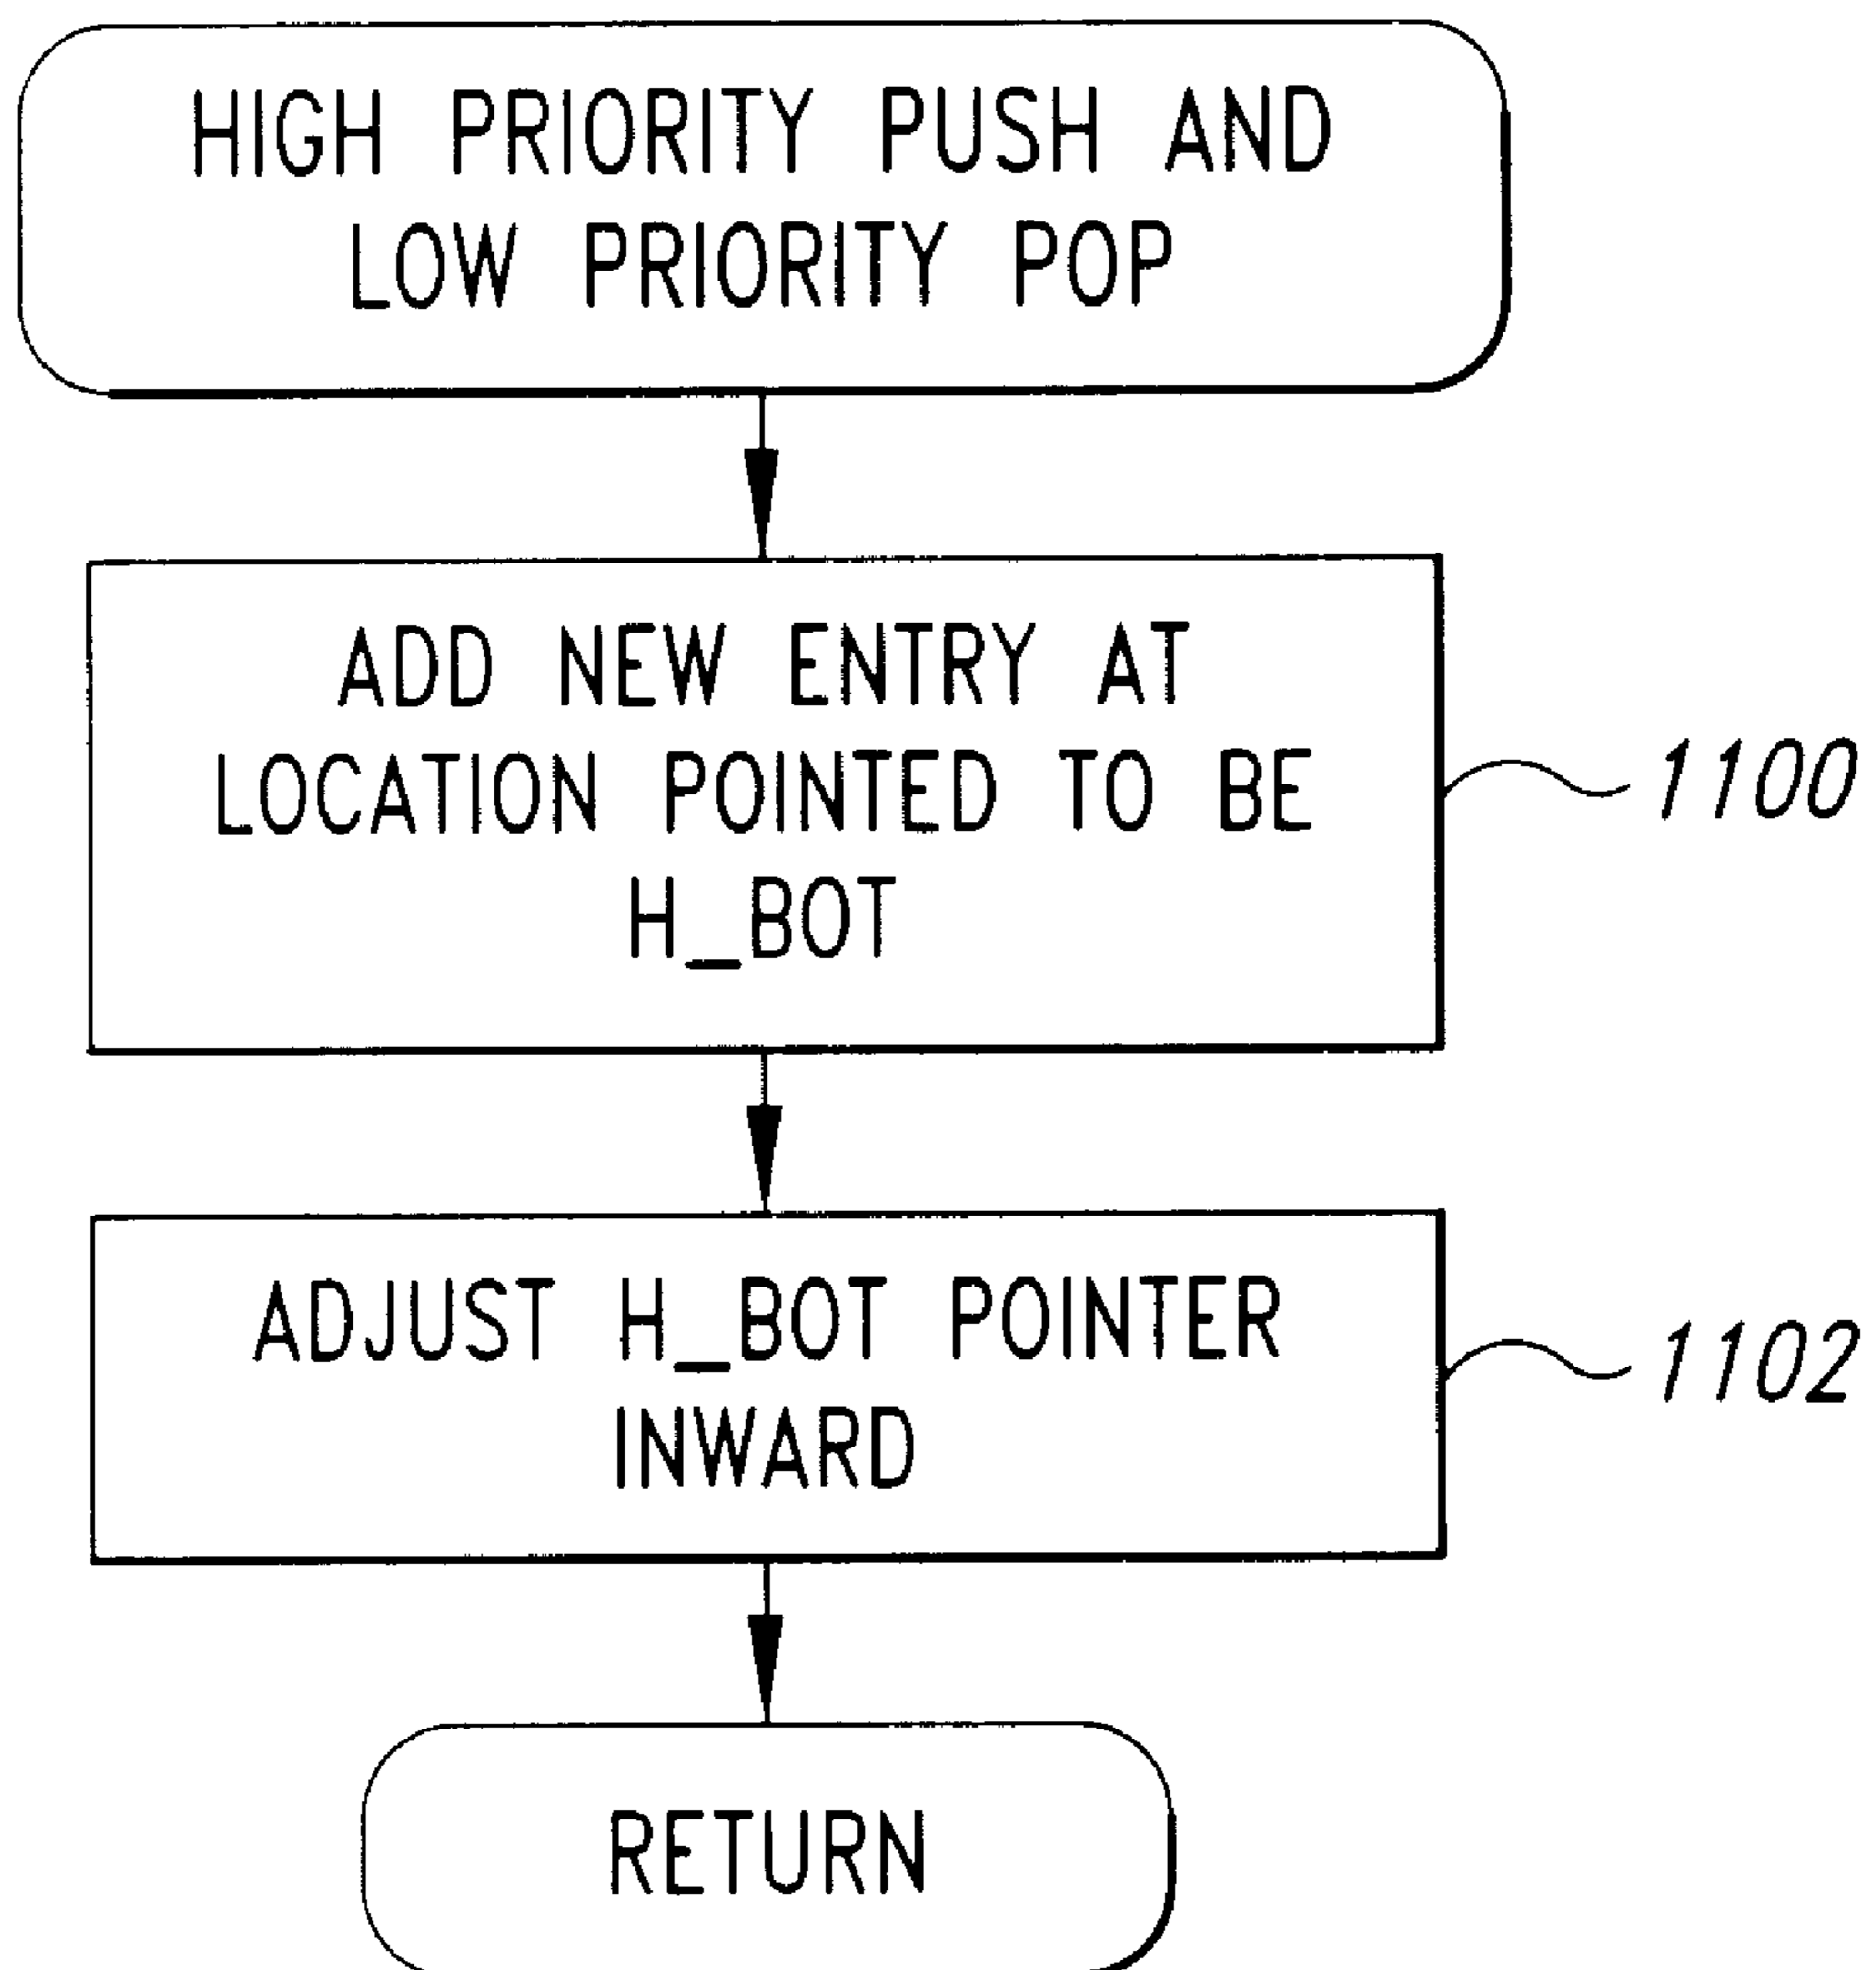 HIGH PRIORITY PUSH AND
LOW PRIORITY POP
ADD NEW ENTRY AT
LOCATION POINTED TO BE
H_BOT
1100
ADJUST H_BOT POINTER
INWARD
1102
RETURN